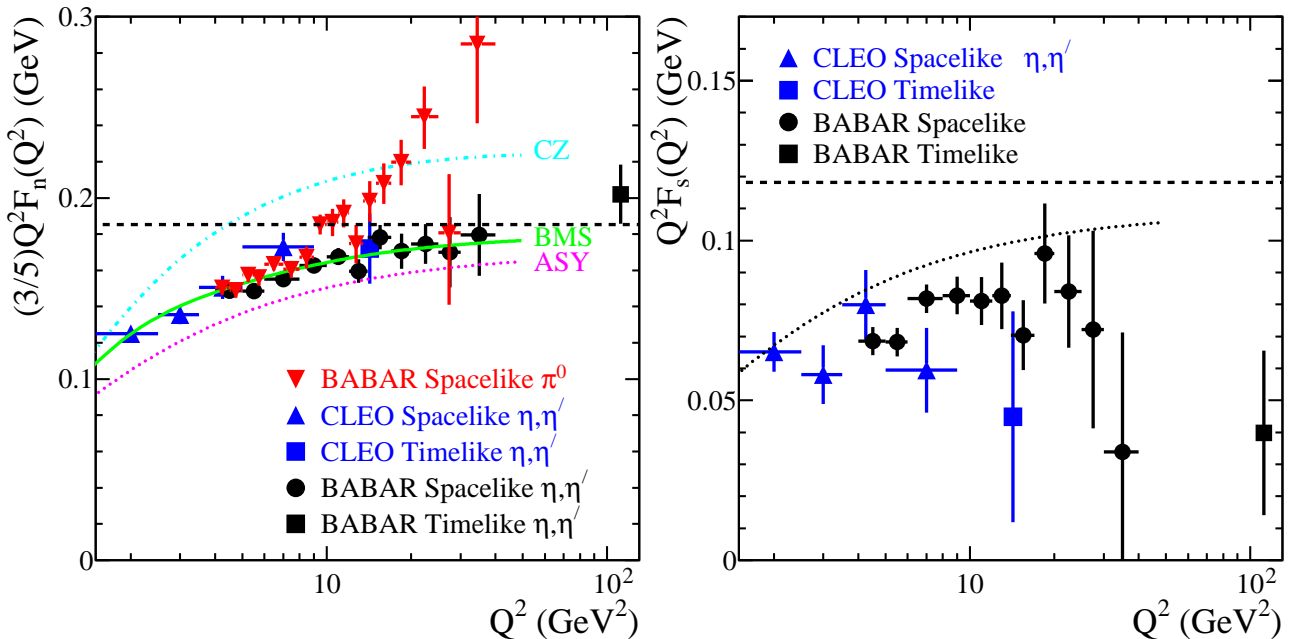 0.3
0.2
0.1
0
(3/5)Q²Fₙ(Q²) (GeV)
CZ
BMS
ASY
BABAR Spacelike π⁰
CLEO Spacelike η,η′
CLEO Timelike η,η′
BABAR Spacelike η,η′
BABAR Timelike η,η′
10
10²
Q² (GeV²)
0.15
0.1
0.05
0
Q²Fₛ(Q²) (GeV)
CLEO Spacelike η,η′
CLEO Timelike
BABAR Spacelike
BABAR Timelike
10
10²
Q² (GeV²)